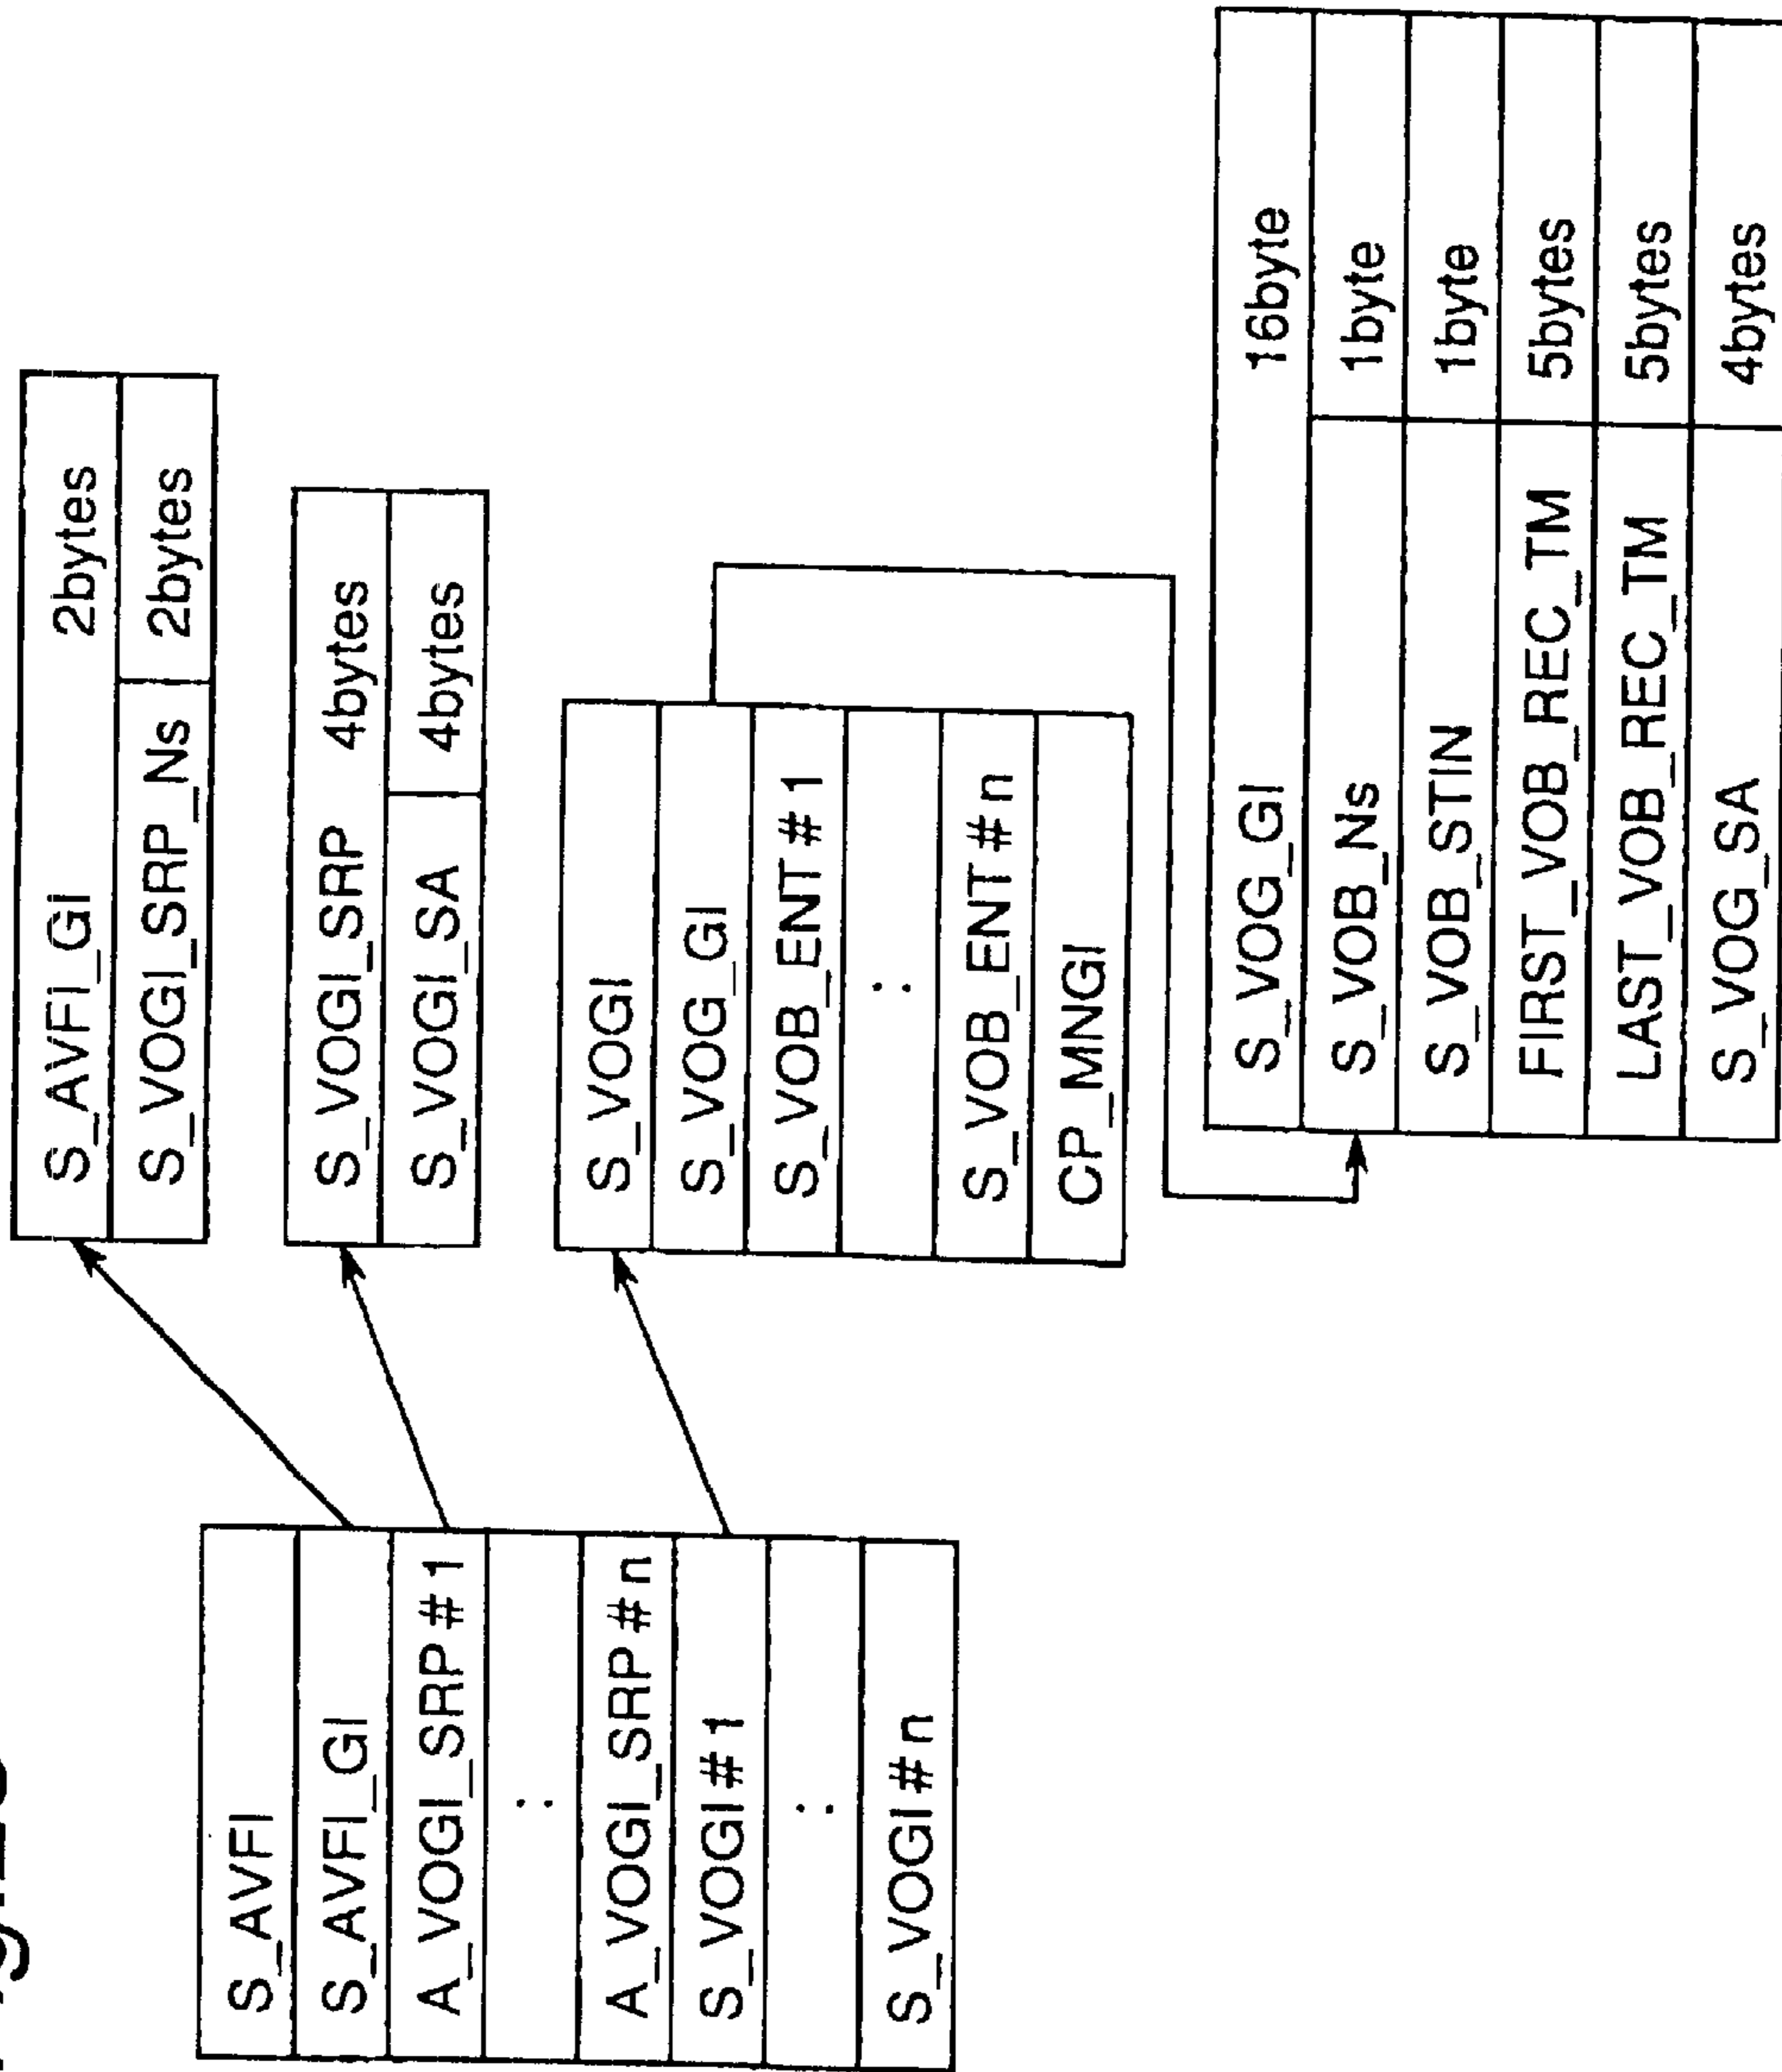 S_AVFI
S_AVFI_GI
A_VOGI_SRP#1
:
A_VOGI_SRP#n
S_VOGI#1
:
S_VOGI#n
S_AVFI_GI 2bytes
S_VOGI_SRP_Ns 2bytes
S_VOGI_SRP 4bytes
S_VOGI_SA 4bytes
S_VOGI
S_VOG_GI
S_VOB_ENT#1
:
S_VOB_ENT#n
CP_MNGI
S_VOG_GI 16byte
S_VOB_Ns 1byte
S_VOB_STIN 1byte
FIRST_VOB_REC_TM 5bytes
LAST_VOB_REC_TM 5bytes
S_VOG_SA 4bytes